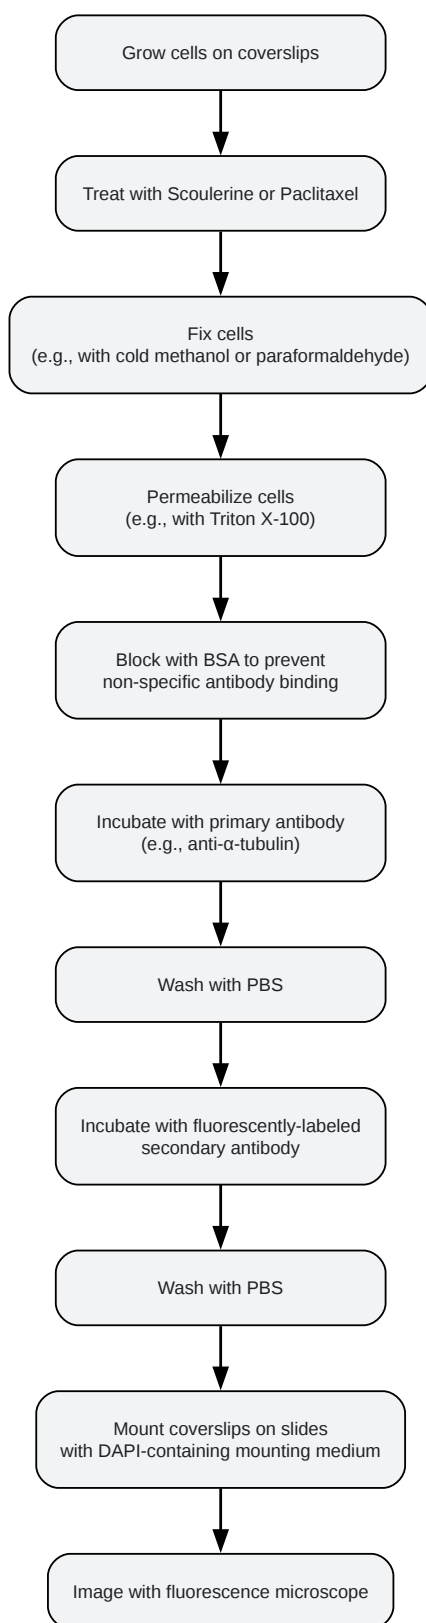 Grow cells on coverslips
Treat with Scoulerine or Paclitaxel
Fix cells
(e.g., with cold methanol or paraformaldehyde)
Permeabilize cells
(e.g., with Triton X-100)
Block with BSA to prevent
non-specific antibody binding
Incubate with primary antibody
(e.g., anti-α-tubulin)
Wash with PBS
Incubate with fluorescently-labeled
secondary antibody
Wash with PBS
Mount coverslips on slides
with DAPI-containing mounting medium
Image with fluorescence microscope